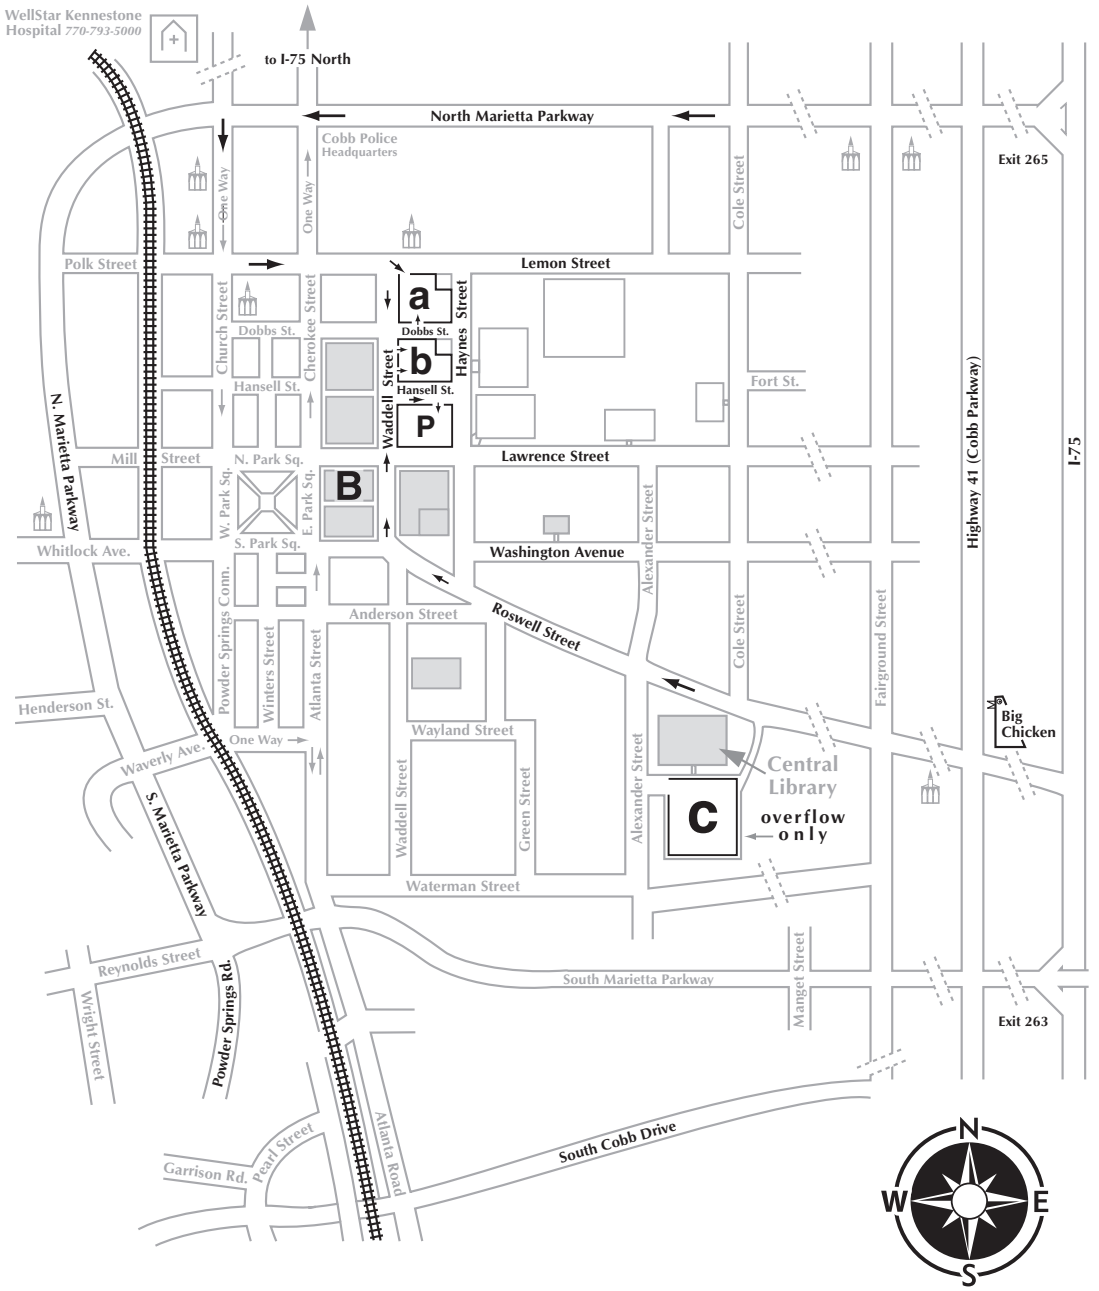 WellStar Kennestone
Hospital 770-793-5000
to I-75 North
North Marietta Parkway
Cobb Police
Headquarters
Exit 265
One Way
One Way
Cole Street
Polk Street
Lemon Street
Church Street
Cherokee Street
a
Haynes Street
Dobbs St.
Dobbs St.
b
Waddell Street
Hansell St.
Hansell St.
Fort St.
P
N. Marietta Parkway
Highway 41 (Cobb Parkway)
I-75
Mill Street
N. Park Sq.
Lawrence Street
W. Park Sq.
E. Park Sq.
B
Alexander Street
S. Park Sq.
Whitlock Ave.
Washington Avenue
Powder Springs Conn.
Winters Street
Atlanta Street
Anderson Street
Roswell Street
Cole Street
Fairground Street
Henderson St.
M
Big
Chicken
One Way
Wayland Street
Waverly Ave.
Central
Library
S. Marietta Parkway
Waddell Street
Green Street
Alexander Street
C
overflow
only
Waterman Street
Reynolds Street
Wright Street
Powder Springs Rd.
South Marietta Parkway
Manget Street
Exit 263
Atlanta Road
Pearl Street
Garrison Rd.
South Cobb Drive
N
W
E
S